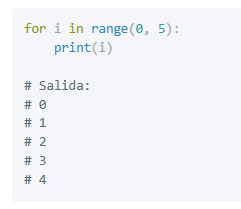 for i in range(0, 5):
    print(i)

# Salida:
# 0
# 1
# 2
# 3
# 4